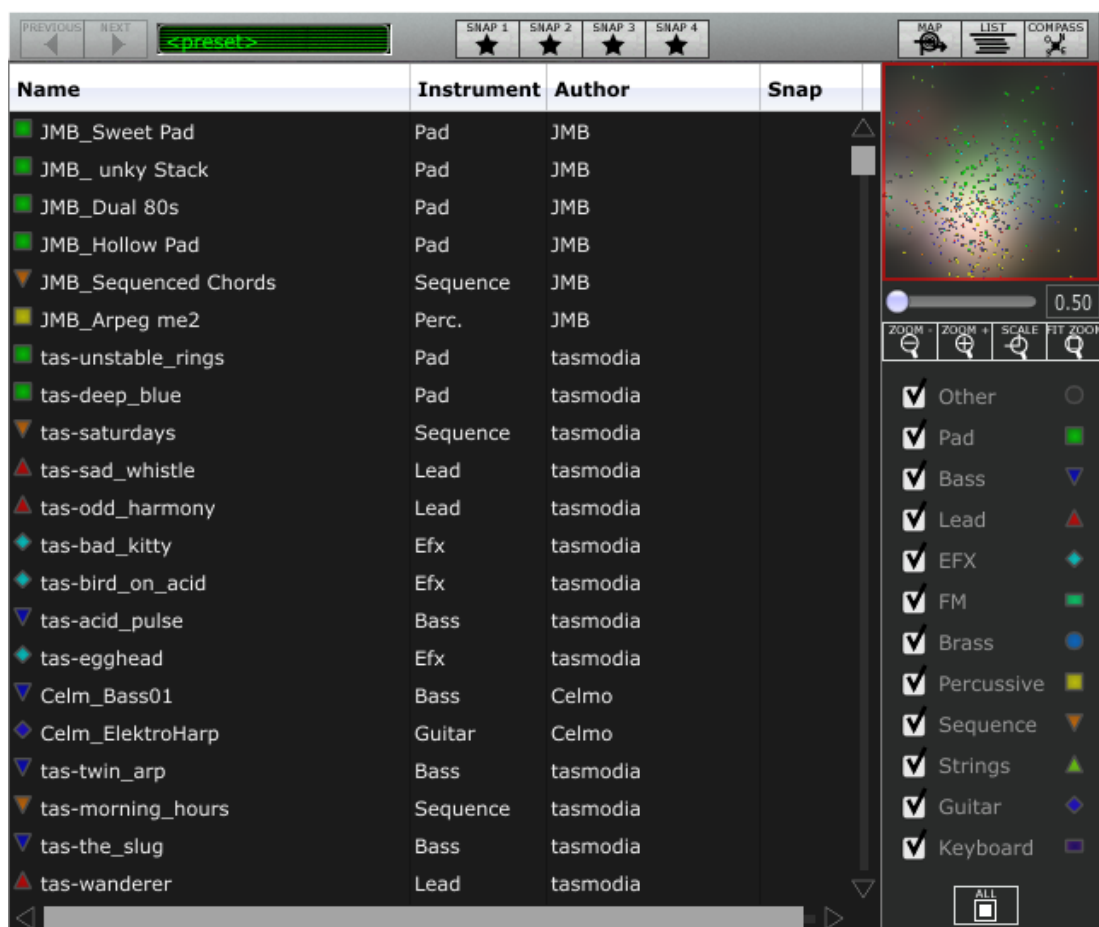 PREVIOUS NEXT <preset> SNAP 1 SNAP 2 SNAP 3 SNAP 4 MAP LIST COMPASS
Name Instrument Author Snap
JMB_Sweet Pad Pad JMB
JMB_ unky Stack Pad JMB
JMB_Dual 80s Pad JMB
JMB_Hollow Pad Pad JMB
JMB_Sequenced Chords Sequence JMB
JMB_Arpeg me2 Perc. JMB
tas-unstable_rings Pad tasmodia
tas-deep_blue Pad tasmodia
tas-saturdays Sequence tasmodia
tas-sad_whistle Lead tasmodia
tas-odd_harmony Lead tasmodia
tas-bad_kitty Efx tasmodia
tas-bird_on_acid Efx tasmodia
tas-acid_pulse Bass tasmodia
tas-egghead Efx tasmodia
Celm_Bass01 Bass Celmo
Celm_ElektroHarp Guitar Celmo
tas-twin_arp Bass tasmodia
tas-morning_hours Sequence tasmodia
tas-the_slug Bass tasmodia
tas-wanderer Lead tasmodia
0.50
ZOOM - ZOOM + SCALE FIT ZOOM
Other
Pad
Bass
Lead
EFX
FM
Brass
Percussive
Sequence
Strings
Guitar
Keyboard
ALL